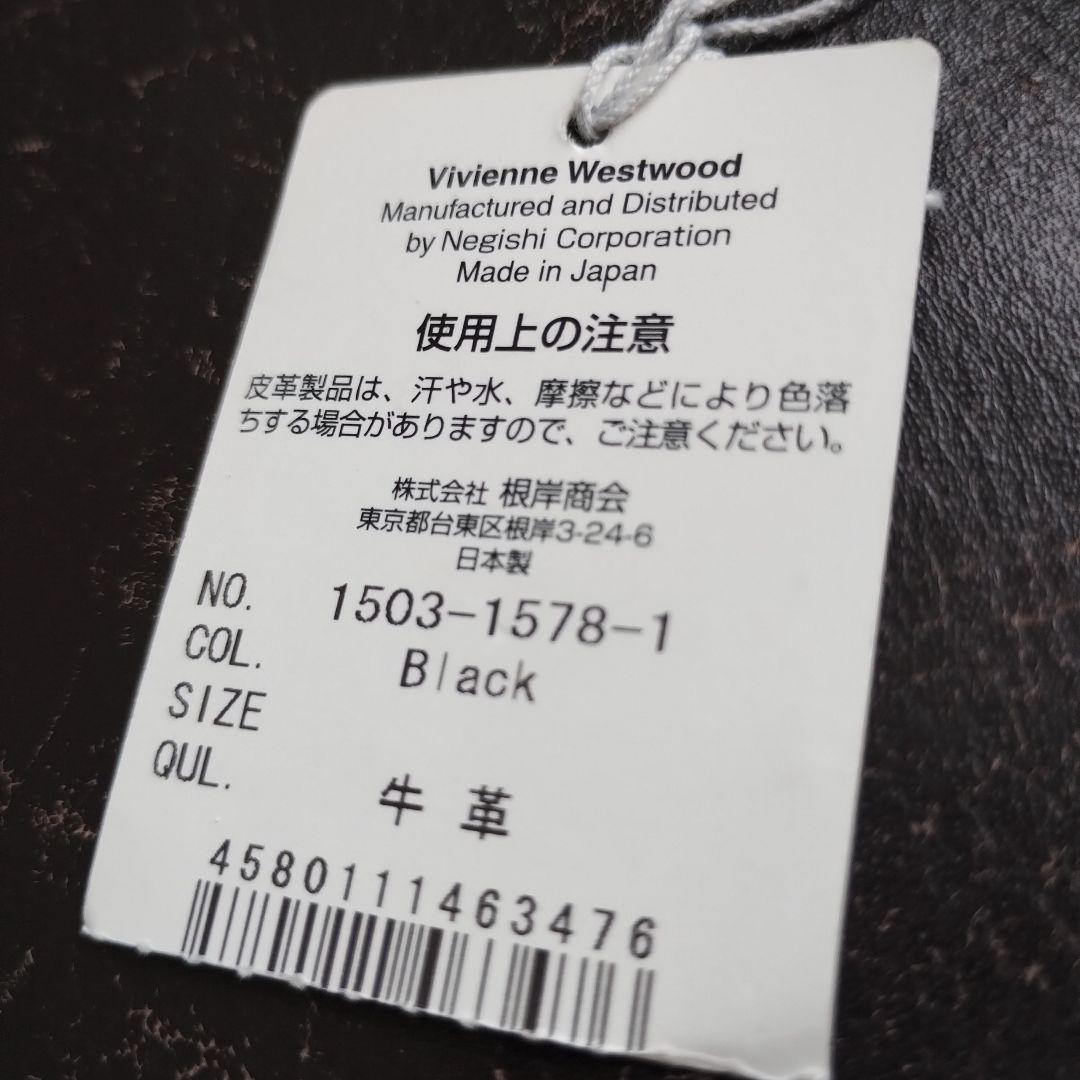 Vivienne Westwood
Manufactured and Distributed
by Negishi Corporation
Made in Japan
使用上の注意
皮革製品は、汗や水、摩擦などにより色落
ちする場合がありますので、ご注意ください。
株式会社 根岸商会
東京都台東区根岸3-24-6
日本製
NO. 1503-1578-1
COL. Black
SIZE
QUL. 牛 革
4580111463476